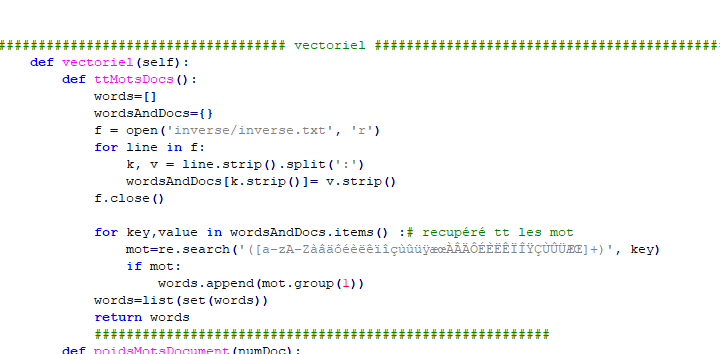 #################################### vectoriel ############################################
def vectoriel(self):
def ttMotsDocs():
words=[]
wordsAndDocs={}
f = open('inverse/inverse.txt', 'r')
for line in f:
k, v = line.strip().split(':')
wordsAndDocs[k.strip()]= v.strip()
f.close()
for key,value in wordsAndDocs.items() :# recupéré tt les mot
mot=re.search('([a-zA-ZàâäôéèëêïîçùûüÿæœÀÂÄÔÉÈËÊÏÎŸÇÙÛÜÆŒ]+)', key)
if mot:
words.append(mot.group(1))
words=list(set(words))
return words
#########################################################
def poidsMotsDocument(numDoc):